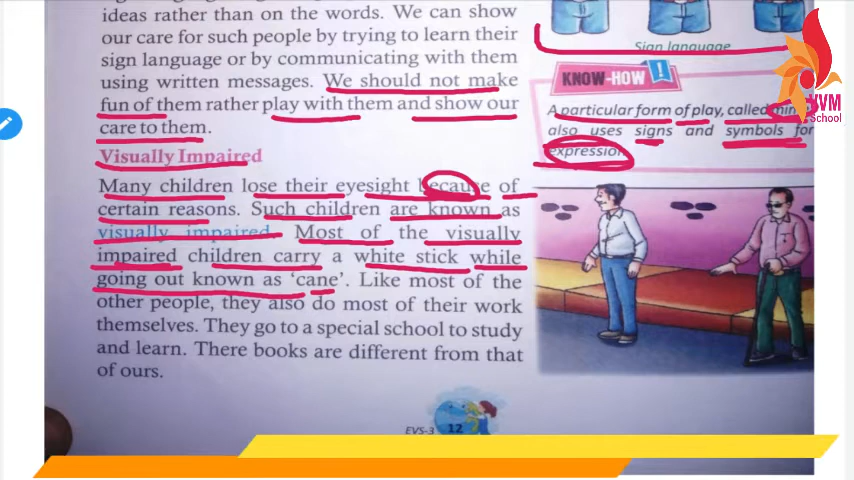 ideas rather than on the words. We can show
our care for such people by trying to learn their
sign language or by communicating with them
using written messages. We should not make
fun of them rather play with them and show our
care to them.
Visually Impaired
Many children lose their eyesight because of
certain reasons. Such children are known as
visually impaired. Most of the visually
impaired children carry a white stick while
going out known as 'cane'. Like most of the
other people, they also do most of their work
themselves. They go to a special school to study
and learn. There books are different from that
of ours.
Sign language
KNOW-HOW !
A particular form of play, called
also uses signs and symbols for
expression
KVM
School
EVS-3 12